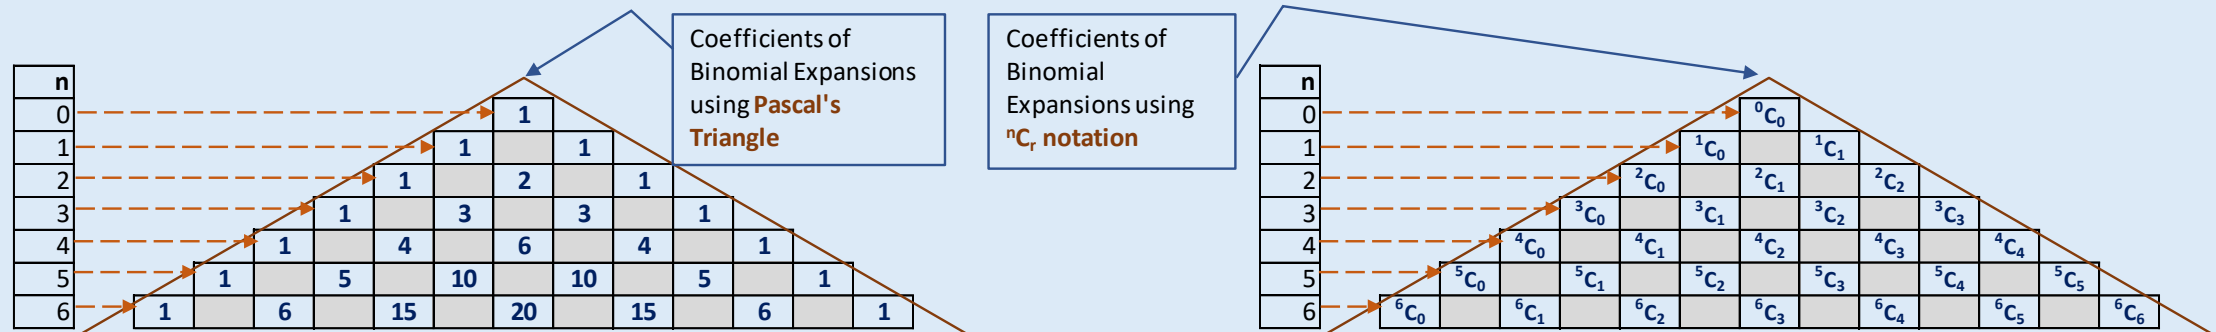 Coefficients of
Binomial Expansions
using Pascal's
Triangle
n
0 1
1 1 1
2 1 2 1
3 1 3 3 1
4 1 4 6 4 1
5 1 5 10 10 5 1
6 1 6 15 20 15 6 1
Coefficients of
Binomial
Expansions using
ⁿCᵣ notation
n
0 ⁰C₀
1 ¹C₀ ¹C₁
2 ²C₀ ²C₁ ²C₂
3 ³C₀ ³C₁ ³C₂ ³C₃
4 ⁴C₀ ⁴C₁ ⁴C₂ ⁴C₃ ⁴C₄
5 ⁵C₀ ⁵C₁ ⁵C₂ ⁵C₃ ⁵C₄ ⁵C₅
6 ⁶C₀ ⁶C₁ ⁶C₂ ⁶C₃ ⁶C₄ ⁶C₅ ⁶C₆